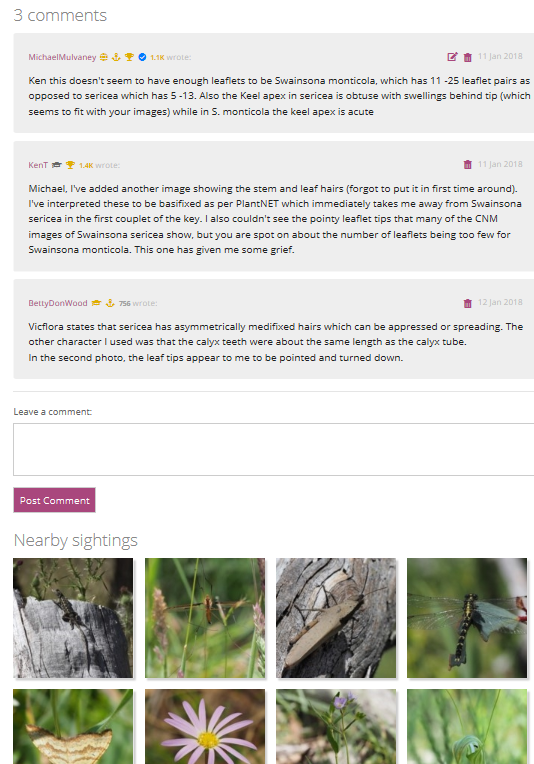 3 comments
MichaelMulvaney 1.1K wrote: 11 Jan 2018
Ken this doesn't seem to have enough leaflets to be Swainsona monticola, which has 11 -25 leaflet pairs as
opposed to sericea which has 5 -13. Also the Keel apex in sericea is obtuse with swellings behind tip (which
seems to fit with your images) while in S. monticola the keel apex is acute
KenT 1.4K wrote: 11 Jan 2018
Michael, I've added another image showing the stem and leaf hairs (forgot to put it in first time around).
I've interpreted these to be basifixed as per PlantNET which immediately takes me away from Swainsona
sericea in the first couplet of the key. I also couldn't see the pointy leaflet tips that many of the CNM
images of Swainsona sericea show, but you are spot on about the number of leaflets being too few for
Swainsona monticola. This one has given me some grief.
BettyDonWood 756 wrote: 12 Jan 2018
Vicflora states that sericea has asymmetrically medifixed hairs which can be appressed or spreading. The
other character I used was that the calyx teeth were about the same length as the calyx tube.
In the second photo, the leaf tips appear to me to be pointed and turned down.
Leave a comment:
Post Comment
Nearby sightings